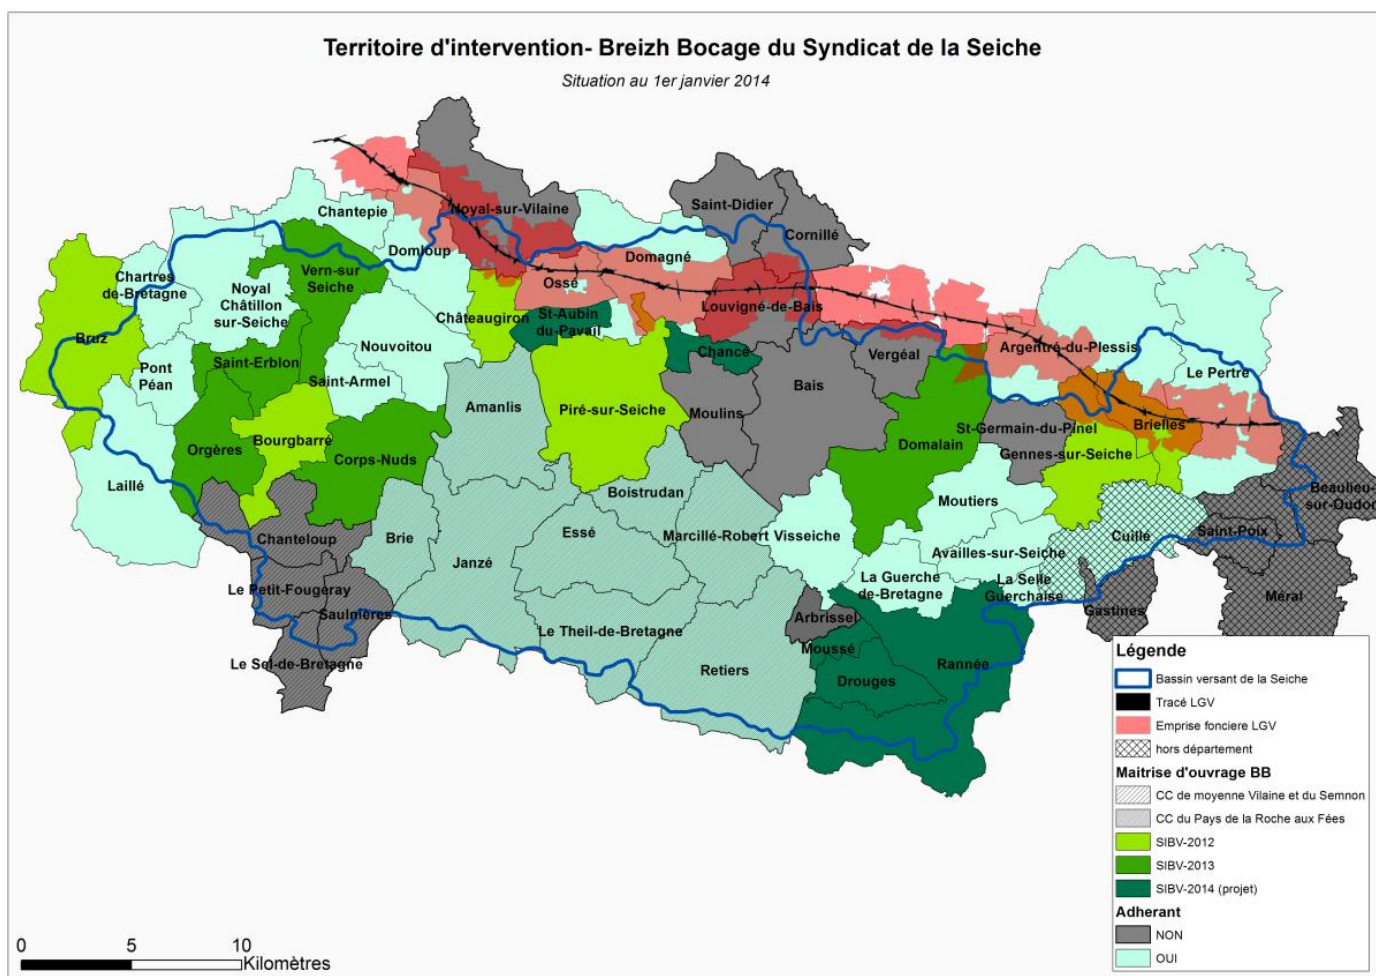 Territoire d'intervention- Breizh Bocage du Syndicat de la Seiche
Situation au 1er janvier 2014
Chantepie
Noyal-sur-Vilaine
Saint-Didier
Cornillé
Domloup
Domagné
Chartres
de-Bretagne
Vern-sur
Seiche
Noyal
Châtillon
sur-Seiche
Ossé
Louvigné-de-Bais
Châteaugiron
St-Aubin
du-Pavail
Bruz
Nouvoitou
Chancé
Vergéal
Argentré-du-Plessis
Le Pertre
Saint-Erblon
Pont
Péan
Saint-Armel
Amanlis
Piré-sur-Seiche
Moulins
Bais
Bourgbarré
Orgères
Corps-Nuds
Domalain
St-Germain-du-Pinel
Brielles
Gennes-sur-Seiche
Laillé
Boistrudan
Moutiers
Beaulieu-
sur-Oudon
Chanteloup
Brie
Janzé
Essé
Marcillé-Robert
Visseiche
Availles-sur-Seiche
Cuillé
Saint-Poix
La Guerche
de-Bretagne
La Selle
Guerchaise
Le Petit-Fougeray
Saulnières
Gastines
Méral
Arbrissel
Le Theil-de-Bretagne
Moussé
Le Sel-de-Bretagne
Retiers
Drouges
Rannée
Légende
Bassin versant de la Seiche
Tracé LGV
Emprise fonciere LGV
hors département
Maitrise d'ouvrage BB
CC de moyenne Vilaine et du Semnon
CC du Pays de la Roche aux Fées
SIBV-2012
SIBV-2013
SIBV-2014 (projet)
Adherant
NON
OUI
0 5 10
Kilomètres